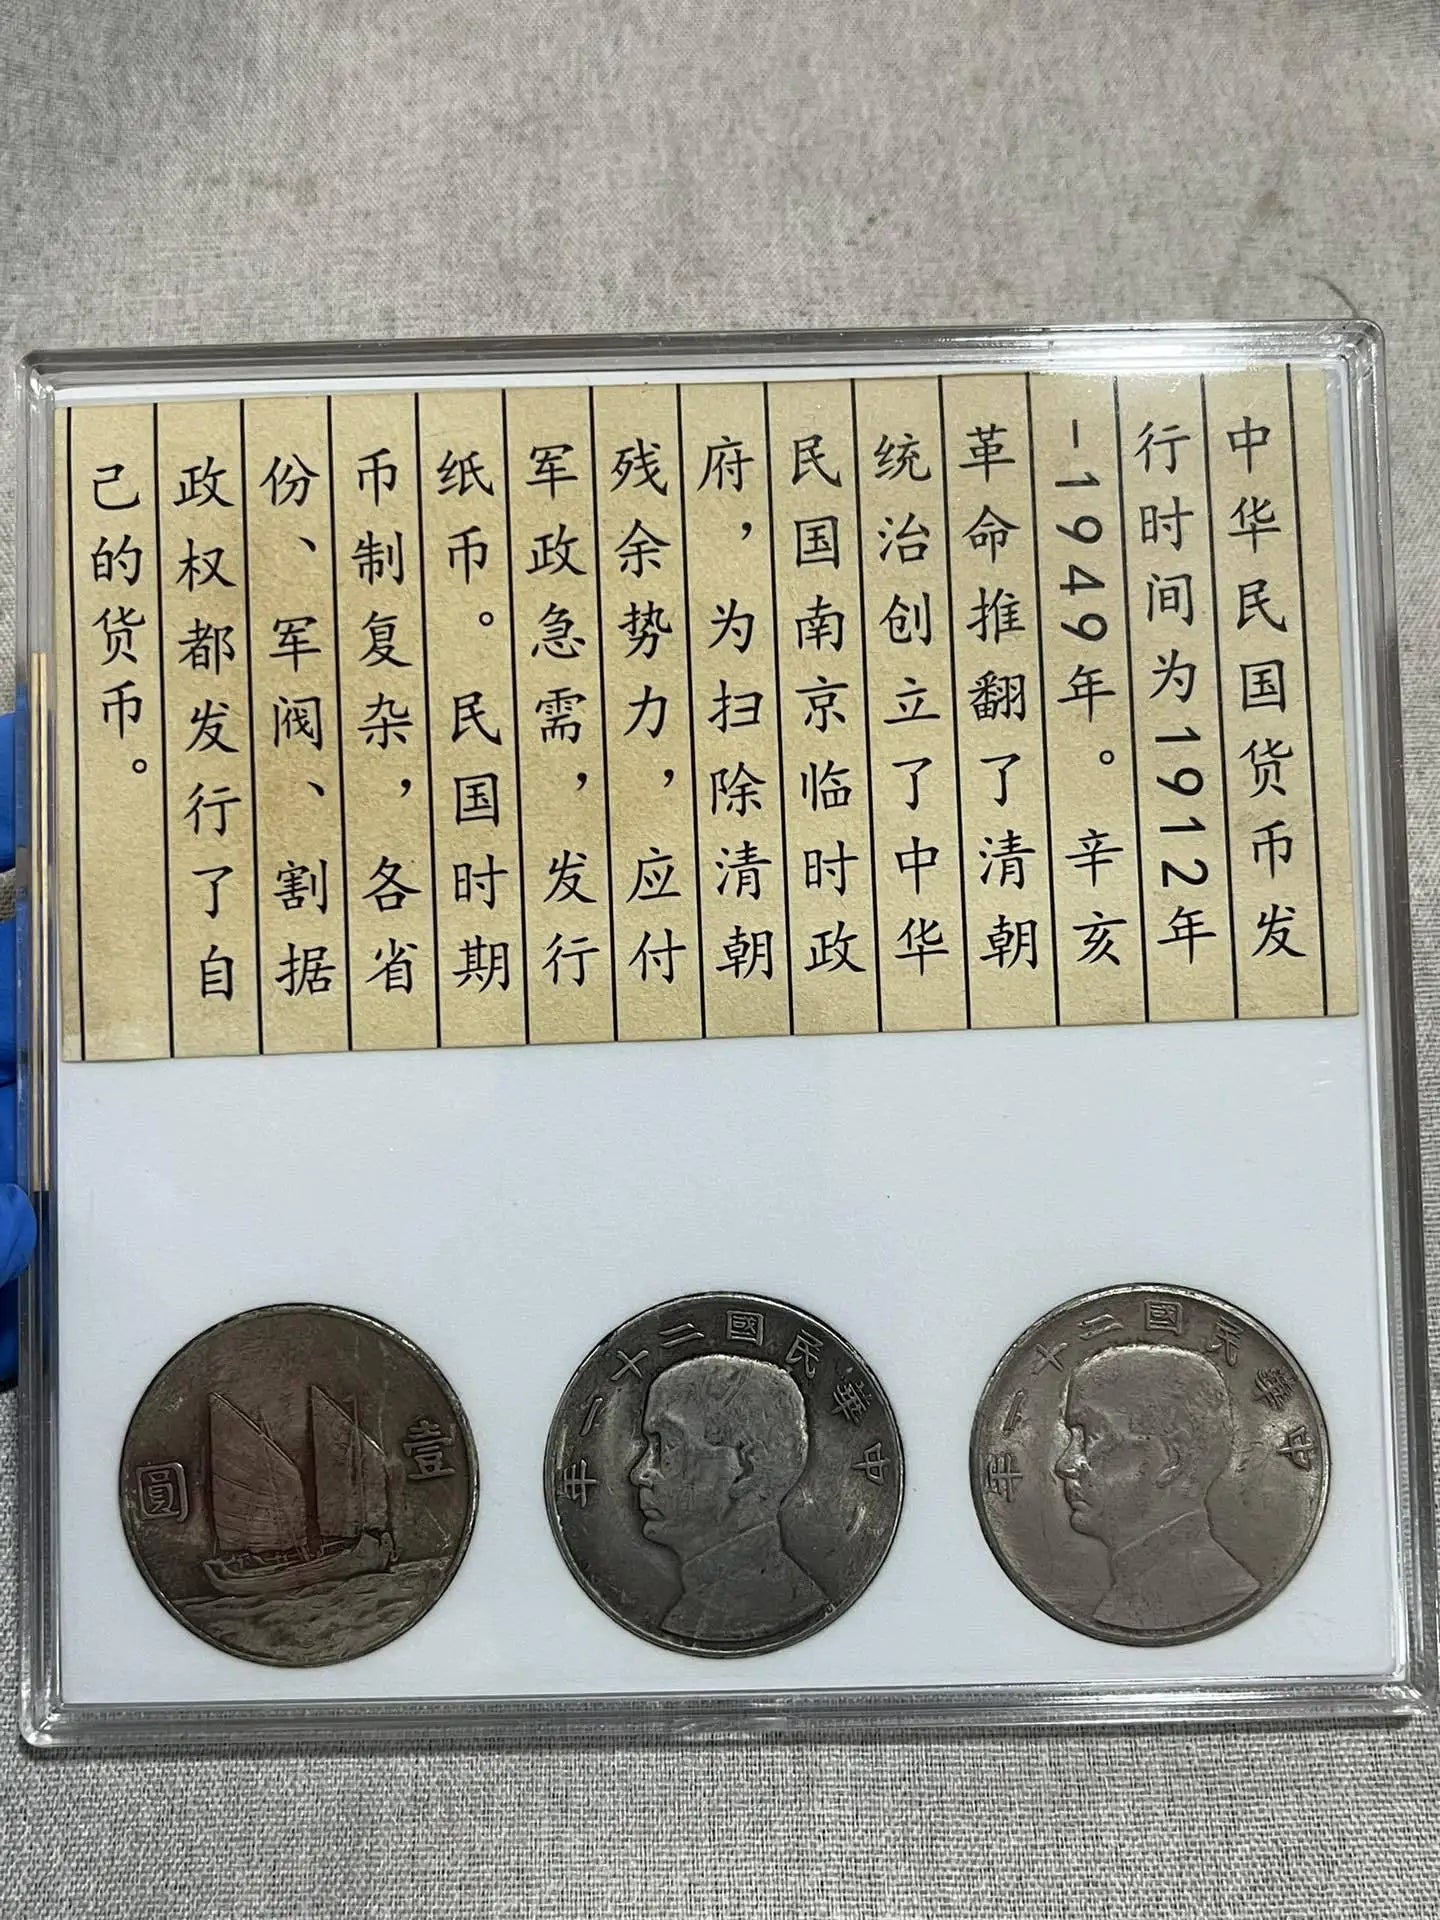 中华民国货币发
行时间为1912年
-1949年。辛亥
革命推翻了清朝
统治创立了中华
民国南京临时政
府，为扫除清朝
残余势力，应付
军政急需，发行
纸币。民国时期
币制复杂，各省
份、军阀、割据
政权都发行了自
己的货币。
壹圓
中華民國二十一年
中華民國二十一年